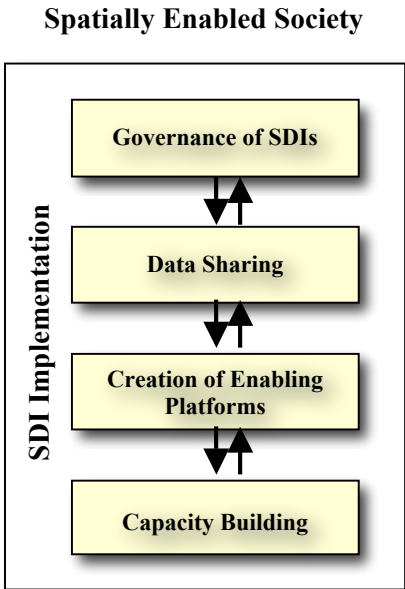 Spatially Enabled Society
SDI Implementation
Governance of SDIs
Data Sharing
Creation of Enabling
Platforms
Capacity Building